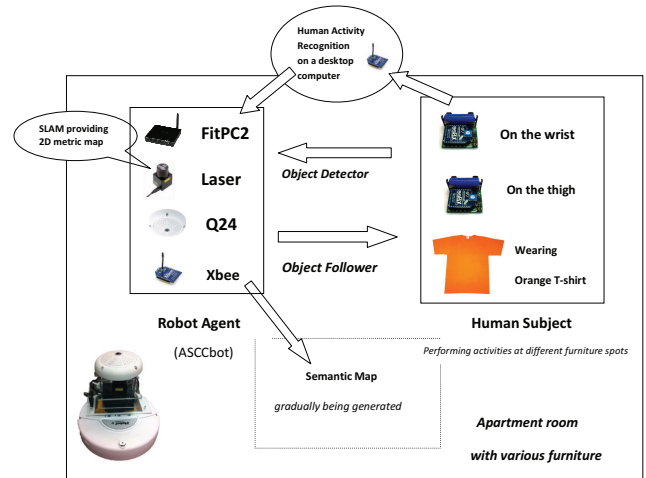 Human Activity
Recognition
on a desktop
computer
SLAM providing
2D metric map
FitPC2
Laser
Q24
Xbee
Object Detector
Object Follower
On the wrist
On the thigh
Wearing
Orange T-shirt
Robot Agent
(ASCCbot)
Human Subject
Performing activities at different furniture spots
Semantic Map
gradually being generated
Apartment room
with various furniture